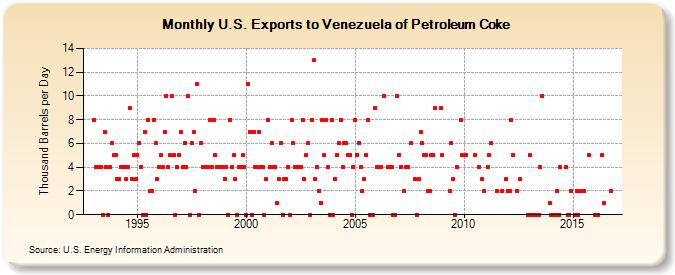 Monthly U.S. Exports to Venezuela of Petroleum Coke
Thousand Barrels per Day
14
12
10
8
6
4
2
0
1995 2000 2005 2010 2015
Source: U.S. Energy Information Administration